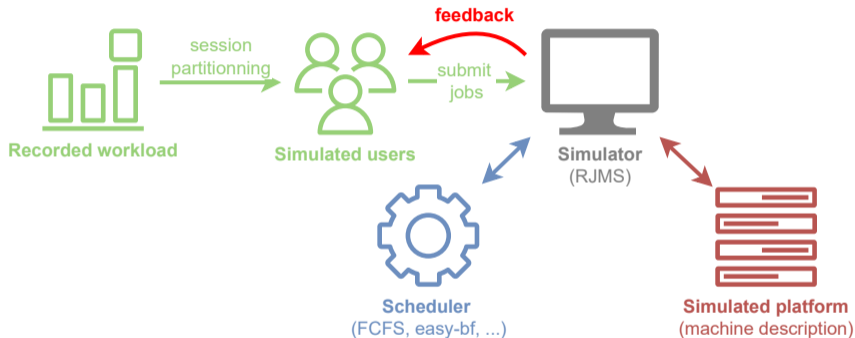 feedback
session
partitionning
submit
jobs
Recorded workload
Simulated users
Simulator
(RJMS)
Scheduler
(FCFS, easy-bf, ...)
Simulated platform
(machine description)